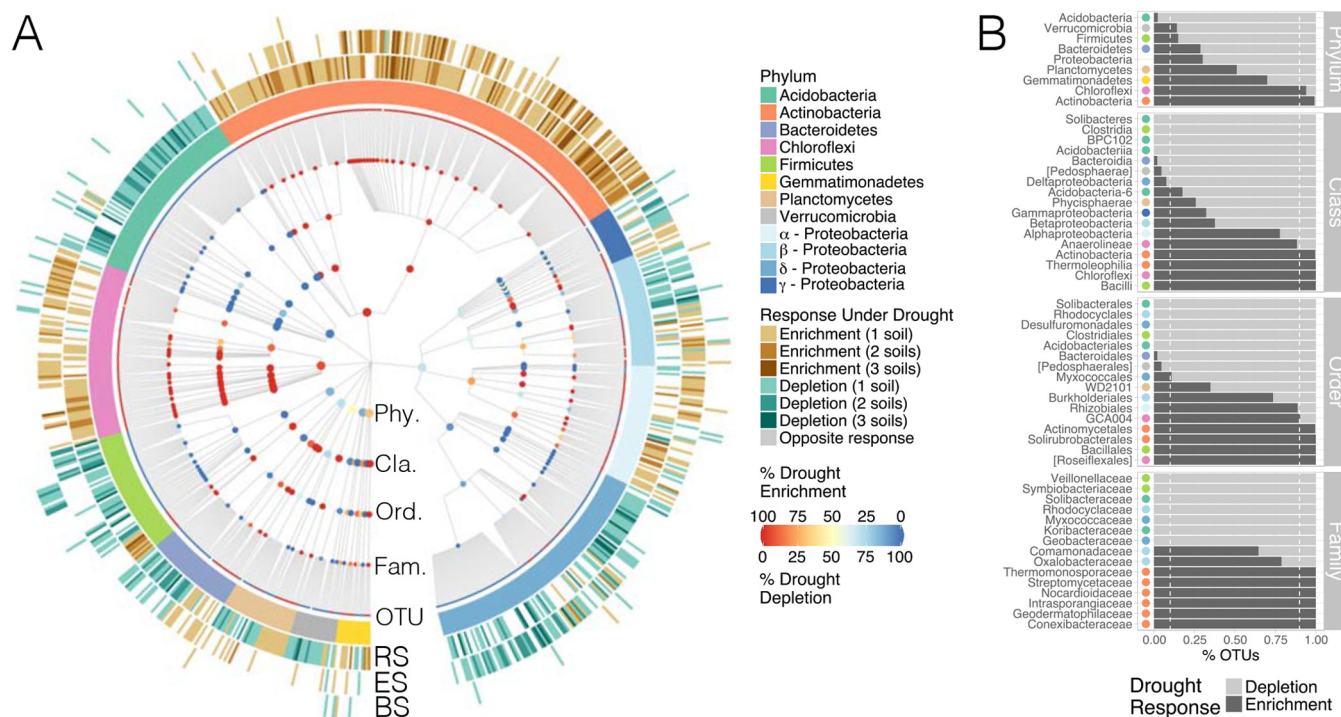 A
Phy.
Cla.
Ord.
Fam.
OTU
RS
ES
BS
Phylum
Acidobacteria
Actinobacteria
Bacteroidetes
Chloroflexi
Firmicutes
Gemmatimonadetes
Planctomycetes
Verrucomicrobia
α - Proteobacteria
β - Proteobacteria
δ - Proteobacteria
γ - Proteobacteria
Response Under Drought
Enrichment (1 soil)
Enrichment (2 soils)
Enrichment (3 soils)
Depletion (1 soil)
Depletion (2 soils)
Depletion (3 soils)
Opposite response
% Drought
Enrichment
100 75 50 25 0
0 25 50 75 100
% Drought
Depletion
B
Acidobacteria
Verrucomicrobia
Firmicutes
Bacteroidetes
Proteobacteria
Planctomycetes
Gemmatimonadetes
Chloroflexi
Actinobacteria
Phylum
Solibacteres
Clostridia
BPC102
Acidobacteriia
Bacteroidia
[Pedosphaerae]
Deltaproteobacteria
Acidobacteria-6
Phycisphaerae
Gammaproteobacteria
Betaproteobacteria
Alphaproteobacteria
Anaerolineae
Actinobacteria
Thermoleophilia
Chloroflexi
Bacilli
Class
Solibacterales
Rhodocyclales
Desulfuromonadales
Clostridiales
Acidobacteriales
Bacteroidales
[Pedosphaerales]
Myxococcales
WD2101
Burkholderiales
Rhizobiales
GCA004
Actinomycetales
Solirubrobacterales
Bacillales
[Roseiflexales]
Order
Veillonellaceae
Symbiobacteriaceae
Solibacteraceae
Rhodocyclaceae
Myxococcaceae
Koribacteraceae
Geobacteraceae
Comamonadaceae
Oxalobacteraceae
Thermomonosporaceae
Streptomycetaceae
Nocardioidaceae
Intrasporangiaceae
Geodermatophilaceae
Conexibacteraceae
Family
0.00 0.25 0.50 0.75 1.00
% OTUs
Drought
Response
Depletion
Enrichment